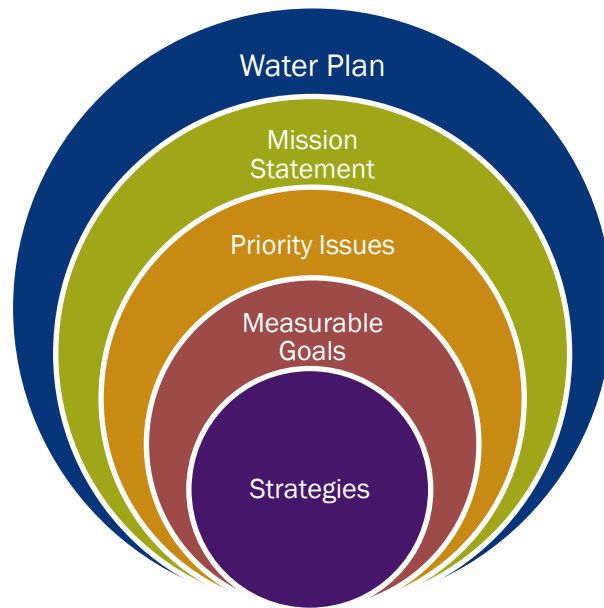 Water Plan
Mission
Statement
Priority Issues
Measurable
Goals
Strategies